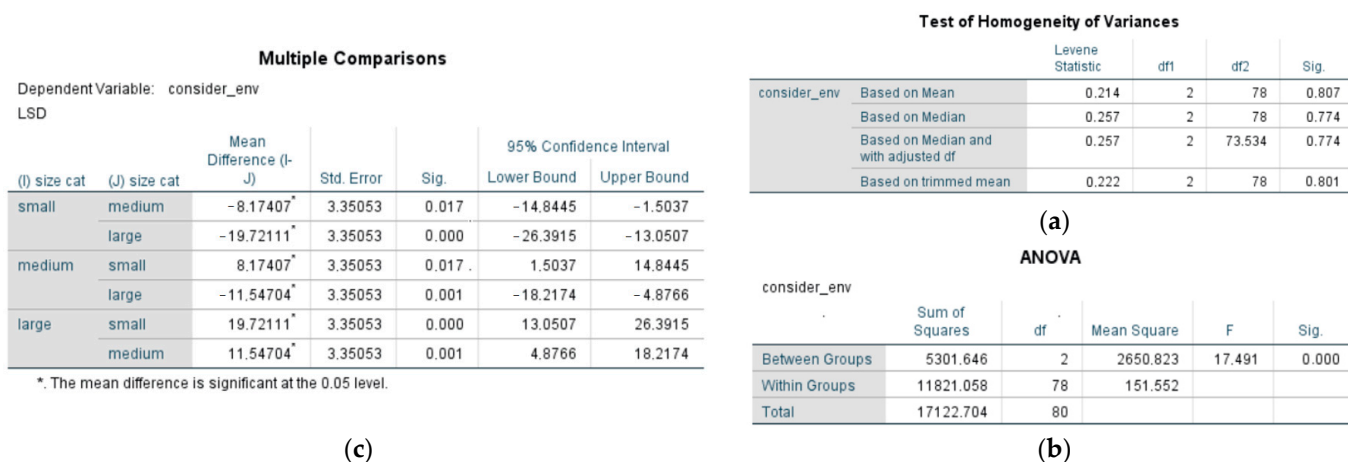 Multiple Comparisons
Dependent Variable: consider_env
LSD
Mean Difference (I-J) Std. Error Sig. 95% Confidence Interval
(I) size cat (J) size cat Lower Bound Upper Bound
small medium −8.17407* 3.35053 0.017 −14.8445 −1.5037
large −19.72111* 3.35053 0.000 −26.3915 −13.0507
medium small 8.17407* 3.35053 0.017 . 1.5037 14.8445
large −11.54704* 3.35053 0.001 −18.2174 −4.8766
large small 19.72111* 3.35053 0.000 13.0507 26.3915
medium 11.54704* 3.35053 0.001 4.8766 18.2174
*. The mean difference is significant at the 0.05 level.
(c)
Test of Homogeneity of Variances
Levene Statistic df1 df2 Sig.
consider_env Based on Mean 0.214 2 78 0.807
Based on Median 0.257 2 78 0.774
Based on Median and with adjusted df 0.257 2 73.534 0.774
Based on trimmed mean 0.222 2 78 0.801
(a)
ANOVA
consider_env
Sum of Squares df Mean Square F Sig.
Between Groups 5301.646 2 2650.823 17.491 0.000
Within Groups 11821.058 78 151.552
Total 17122.704 80
(b)